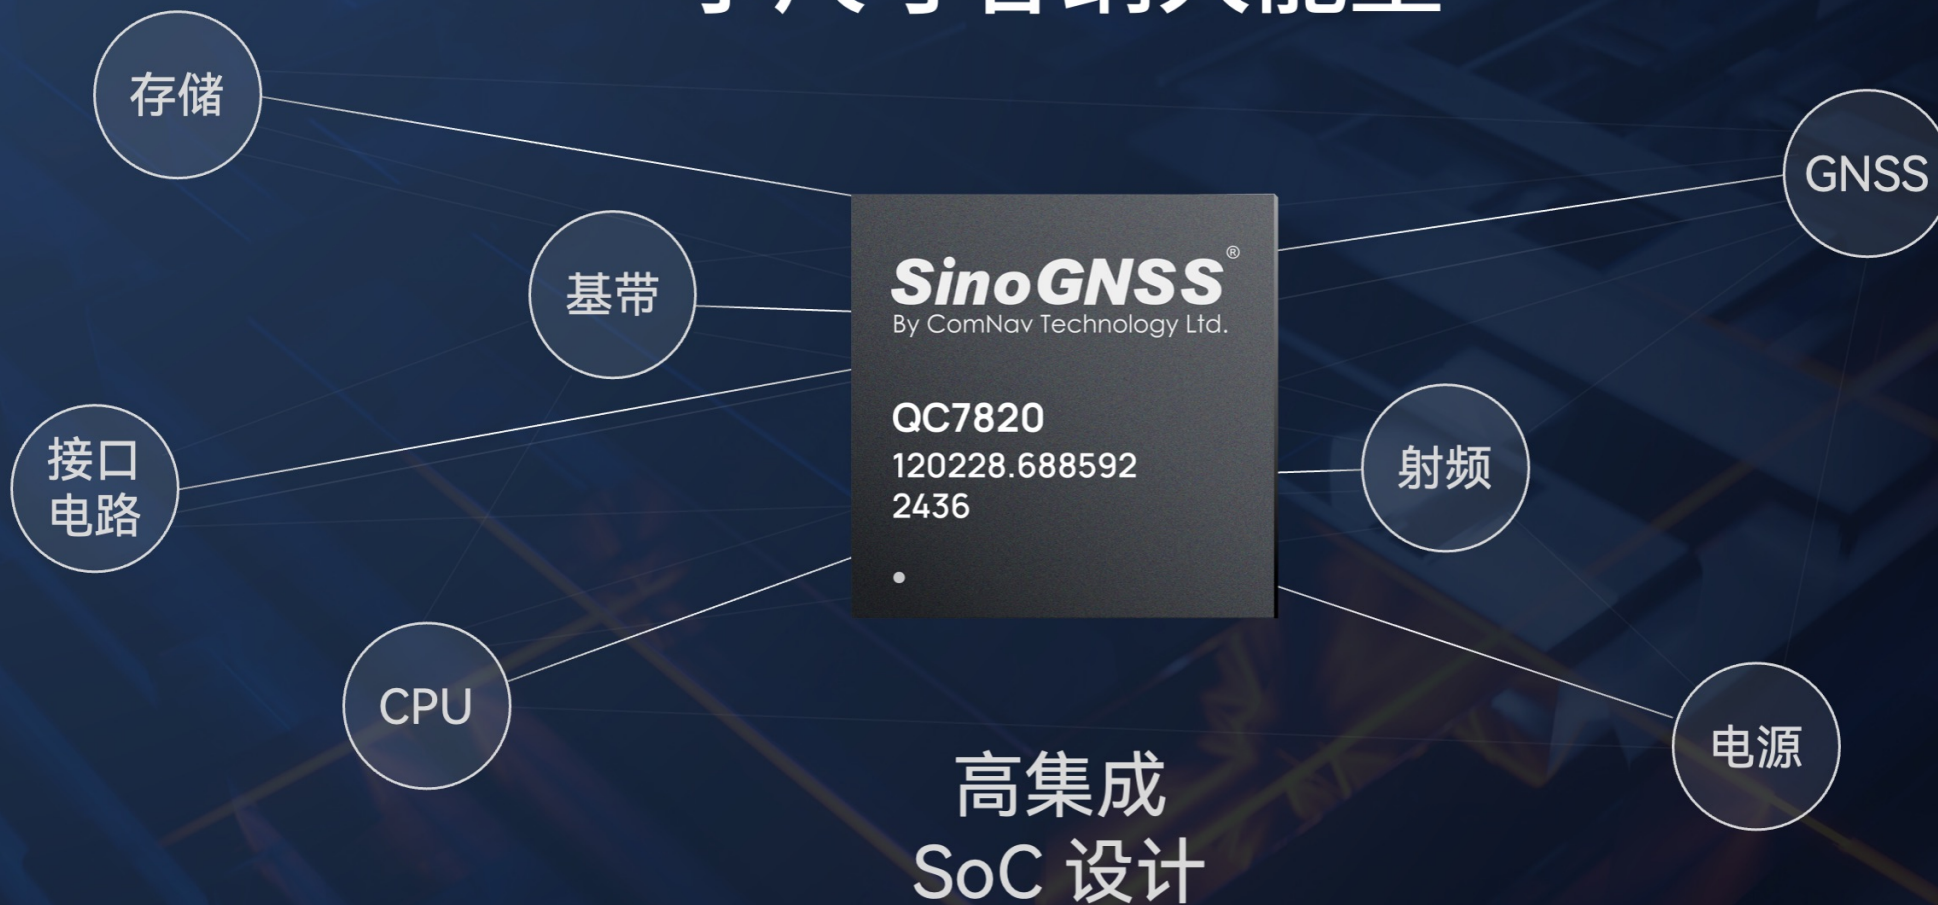 存储
GNSS
基带
SinoGNSS®
By ComNav Technology Ltd.
QC7820
120228.688592
2436
接口
电路
射频
CPU
电源
高集成
SoC 设计